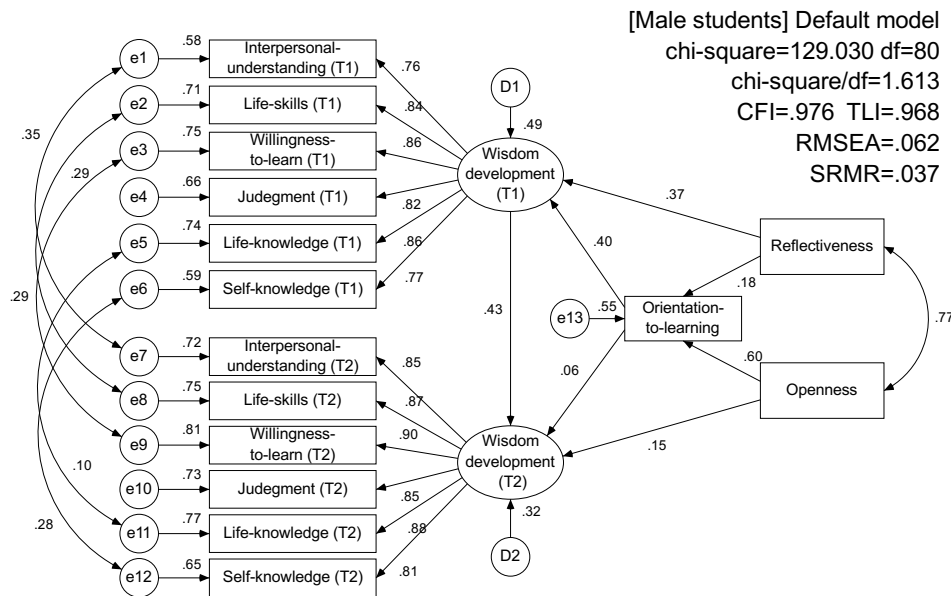 [Male students] Default model
chi-square=129.030 df=80
chi-square/df=1.613
CFI=.976 TLI=.968
RMSEA=.062
SRMR=.037
e1
.58
Interpersonal-
understanding (T1)
.76
e2
.71
Life-skills (T1)
.84
e3
.75
Willingness-
to-learn (T1)
.86
e4
.66
Judegment (T1)
.82
e5
.74
Life-knowledge (T1)
.86
e6
.59
Self-knowledge (T1)
.77
D1
.49
Wisdom
development
(T1)
.35
.29
.29
.10
.28
.37
.40
.43
Reflectiveness
.18
e13
.55
Orientation-
to-learning
.77
.60
.06
Openness
.15
e7
.72
Interpersonal-
understanding (T2)
.85
e8
.75
Life-skills (T2)
.87
e9
.81
Willingness-
to-learn (T2)
.90
e10
.73
Judegment (T2)
.85
e11
.77
Life-knowledge (T2)
.88
e12
.65
Self-knowledge (T2)
.81
Wisdom
development
(T2)
.32
D2